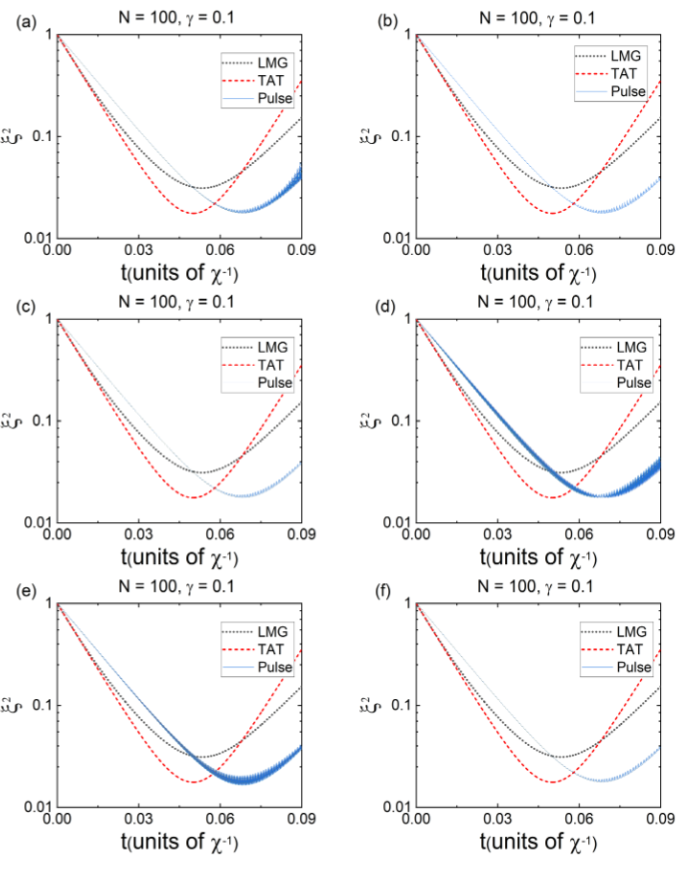 (a) N = 100, γ = 0.1
1
0.1
0.01
ξ²
LMG
TAT
Pulse
0.00 0.03 0.06 0.09
t(units of χ⁻¹)
(b) N = 100, γ = 0.1
1
0.1
0.01
ξ²
LMG
TAT
Pulse
0.00 0.03 0.06 0.09
t(units of χ⁻¹)
(c) N = 100, γ = 0.1
1
0.1
0.01
ξ²
LMG
TAT
Pulse
0.00 0.03 0.06 0.09
t(units of χ⁻¹)
(d) N = 100, γ = 0.1
1
0.1
0.01
ξ²
LMG
TAT
Pulse
0.00 0.03 0.06 0.09
t(units of χ⁻¹)
(e) N = 100, γ = 0.1
1
0.1
0.01
ξ²
LMG
TAT
Pulse
0.00 0.03 0.06 0.09
t(units of χ⁻¹)
(f) N = 100, γ = 0.1
1
0.1
0.01
ξ²
LMG
TAT
Pulse
0.00 0.03 0.06 0.09
t(units of χ⁻¹)